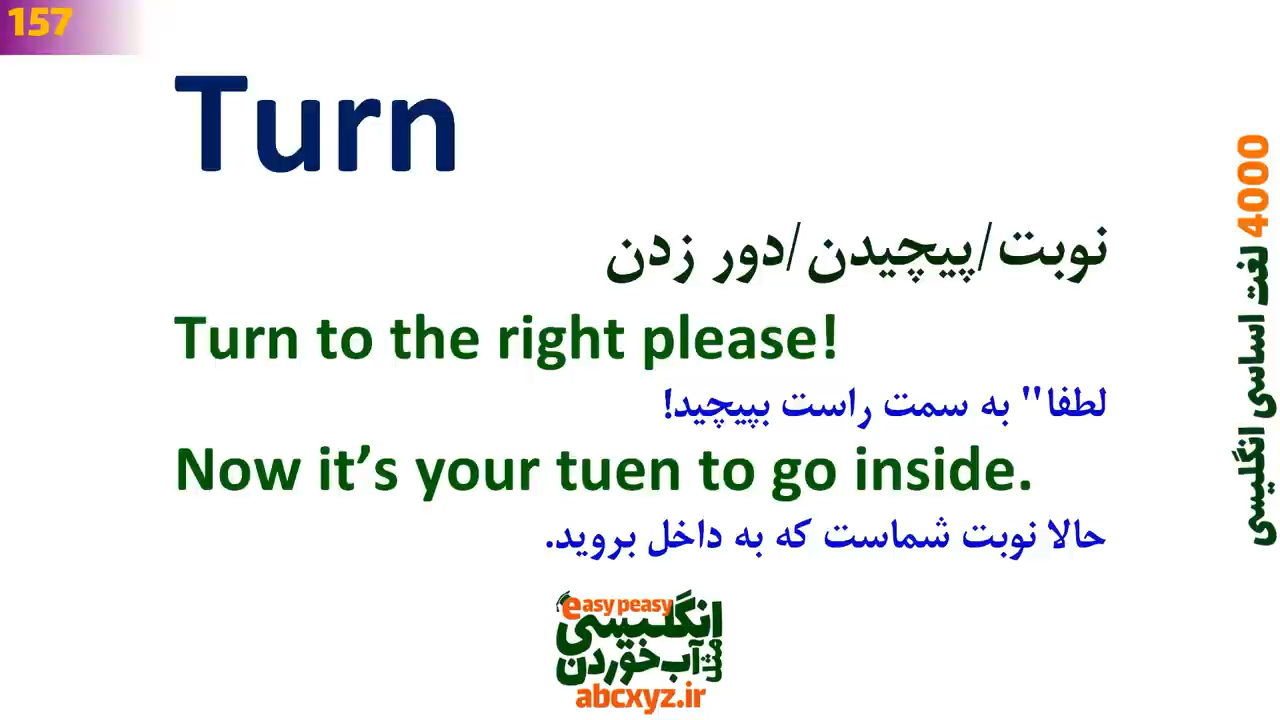 157
Turn
نوبت/پیچیدن/دور زدن
Turn to the right please!
لطفا" به سمت راست بپیچید!
Now it’s your tuen to go inside.
حالا نوبت شماست که به داخل بروید.
4000 لغت اساسی انگلیسی
easy peasy
انگلیسی
مثل آب خوردن
abcxyz.ir